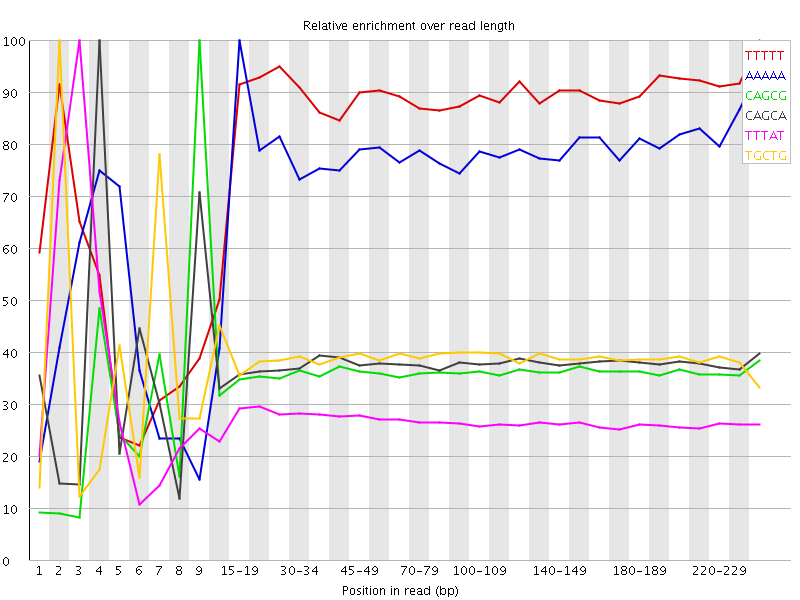 Relative enrichment over read length
100
90
80
70
60
50
40
30
20
10
0
TTTTT
AAAAA
CAGCG
CAGCA
TTTAT
TGCTG
1 2 3 4 5 6 7 8 9 15-19 30-34 45-49 70-79 100-109 140-149 180-189 220-229
Position in read (bp)